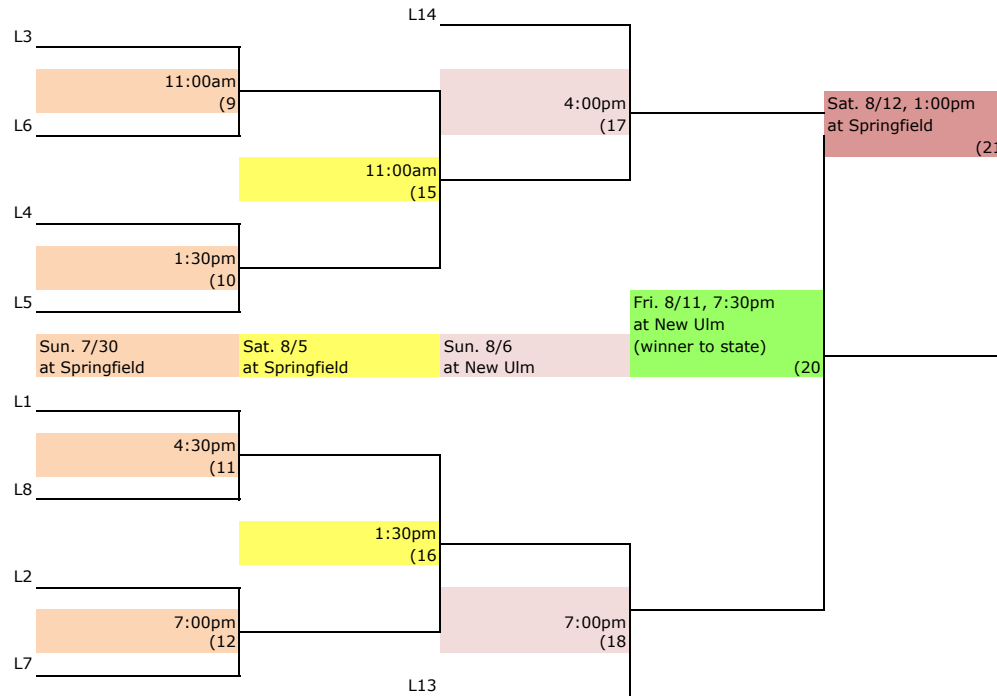 L14
L3
11:00am
(9
4:00pm
(17
Sat. 8/12, 1:00pm
at Springfield
(21
L6
11:00am
(15
L4
1:30pm
(10
L5
Fri. 8/11, 7:30pm
at New Ulm
(winner to state)
(20
Sun. 7/30
at Springfield
Sat. 8/5
at Springfield
Sun. 8/6
at New Ulm
L1
4:30pm
(11
L8
1:30pm
(16
L2
7:00pm
(12
7:00pm
(18
L7
L13